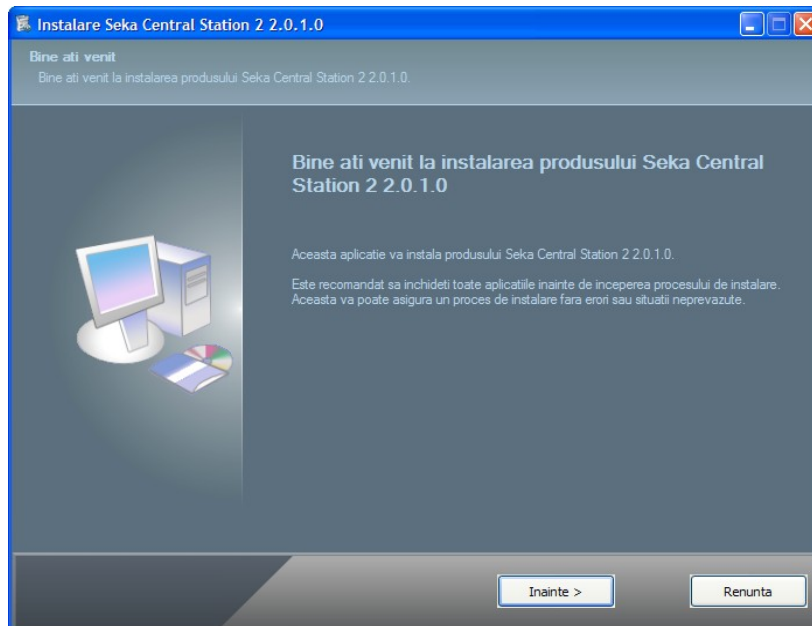 Instalare Seka Central Station 2 2.0.1.0
Bine ati venit
Bine ati venit la instalarea produsului Seka Central Station 2 2.0.1.0.
Bine ati venit la instalarea produsului Seka Central
Station 2 2.0.1.0
Aceasta aplicatie va instala produsului Seka Central Station 2 2.0.1.0.
Este recomandat sa inchideti toate aplicatiile inainte de inceperea procesului de instalare.
Aceasta va poate asigura un proces de instalare fara erori sau situatii neprevazute.
Inainte >
Renunta